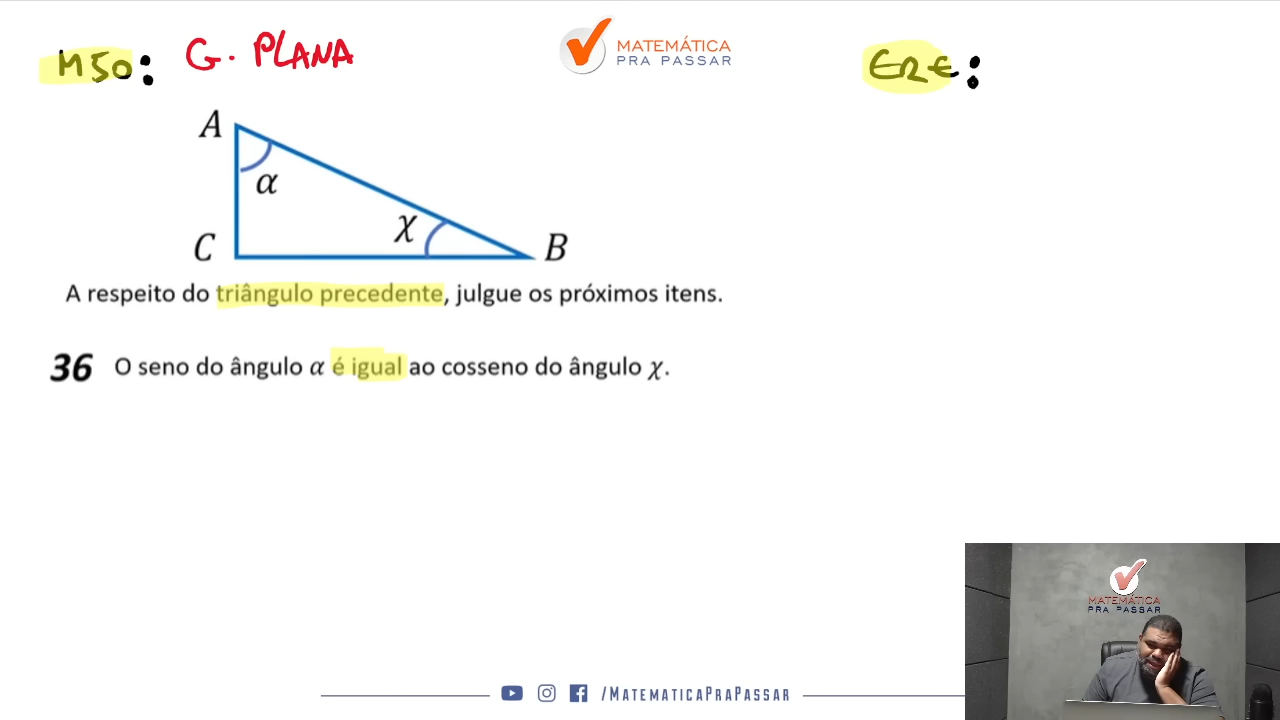 M50: G. PLANA
MATEMÁTICA
PRA PASSAR
ERE:
A
α
χ
C
B
A respeito do triângulo precedente, julgue os próximos itens.
36 O seno do ângulo α é igual ao cosseno do ângulo χ.
MATEMÁTICA
PRA PASSAR
/MATEMATICAPRAPASSAR